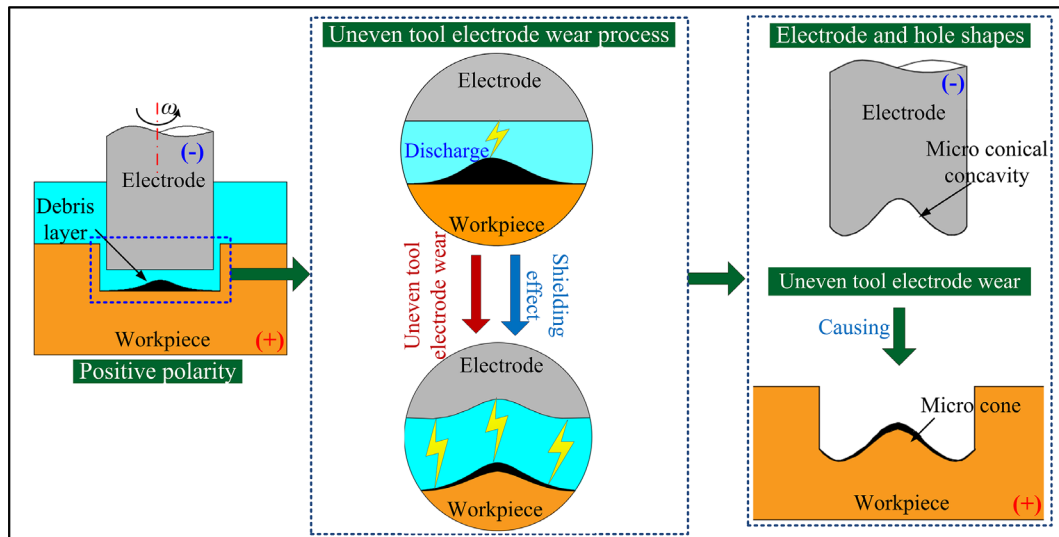 ω
(-)
Electrode
Debris
layer
Workpiece
(+)
Positive polarity
Uneven tool electrode wear process
Electrode
Discharge
Workpiece
Uneven tool
electrode wear
Shielding
effect
Electrode
Workpiece
Electrode and hole shapes
(-)
Electrode
Micro conical
concavity
Uneven tool electrode wear
Causing
Micro cone
Workpiece
(+)